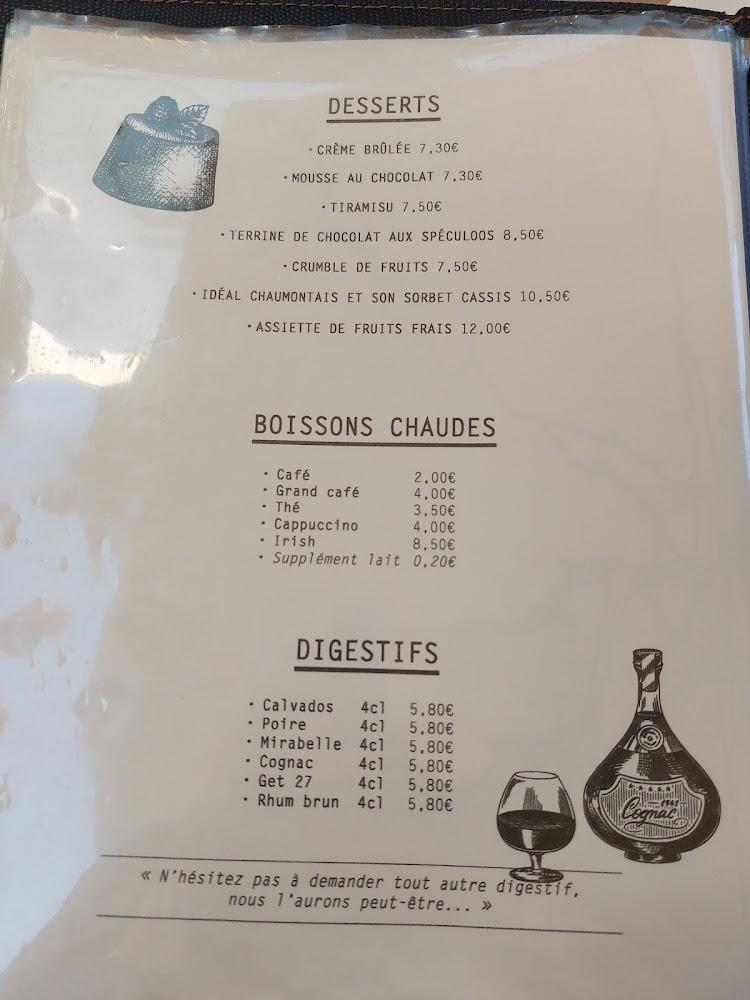 DESSERTS
· CRÈME BRÛLÉE 7,30€
· MOUSSE AU CHOCOLAT 7,30€
· TIRAMISU 7,50€
· TERRINE DE CHOCOLAT AUX SPÉCULOOS 8,50€
· CRUMBLE DE FRUITS 7,50€
· IDÉAL CHAUMONTAIS ET SON SORBET CASSIS 10,50€
· ASSIETTE DE FRUITS FRAIS 12,00€
BOISSONS CHAUDES
· Café 2,00€
· Grand café 4,00€
· Thé 3,50€
· Cappuccino 4,00€
· Irish 8,50€
· Supplément lait 0,20€
DIGESTIFS
· Calvados 4cl 5,80€
· Poire 4cl 5,80€
· Mirabelle 4cl 5,80€
· Cognac 4cl 5,80€
· Get 27 4cl 5,80€
· Rhum brun 4cl 5,80€
1961
Cognac
« N'hésitez pas à demander tout autre digestif,
nous l'aurons peut-être... »